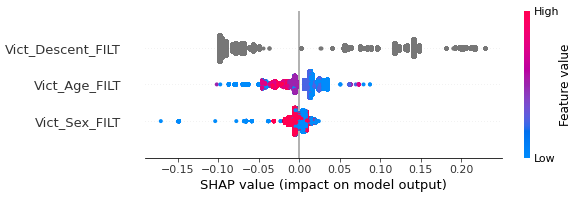 High
Vict_Descent_FILT
Vict_Age_FILT
Vict_Sex_FILT
Feature value
Low
−0.15 −0.10 −0.05 0.00 0.05 0.10 0.15 0.20
SHAP value (impact on model output)